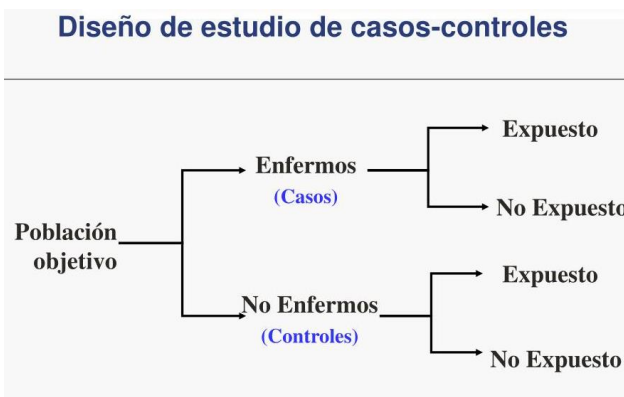 Diseño de estudio de casos-controles
Expuesto
Enfermos
(Casos)
No Expuesto
Población
objetivo
Expuesto
No Enfermos
(Controles)
No Expuesto